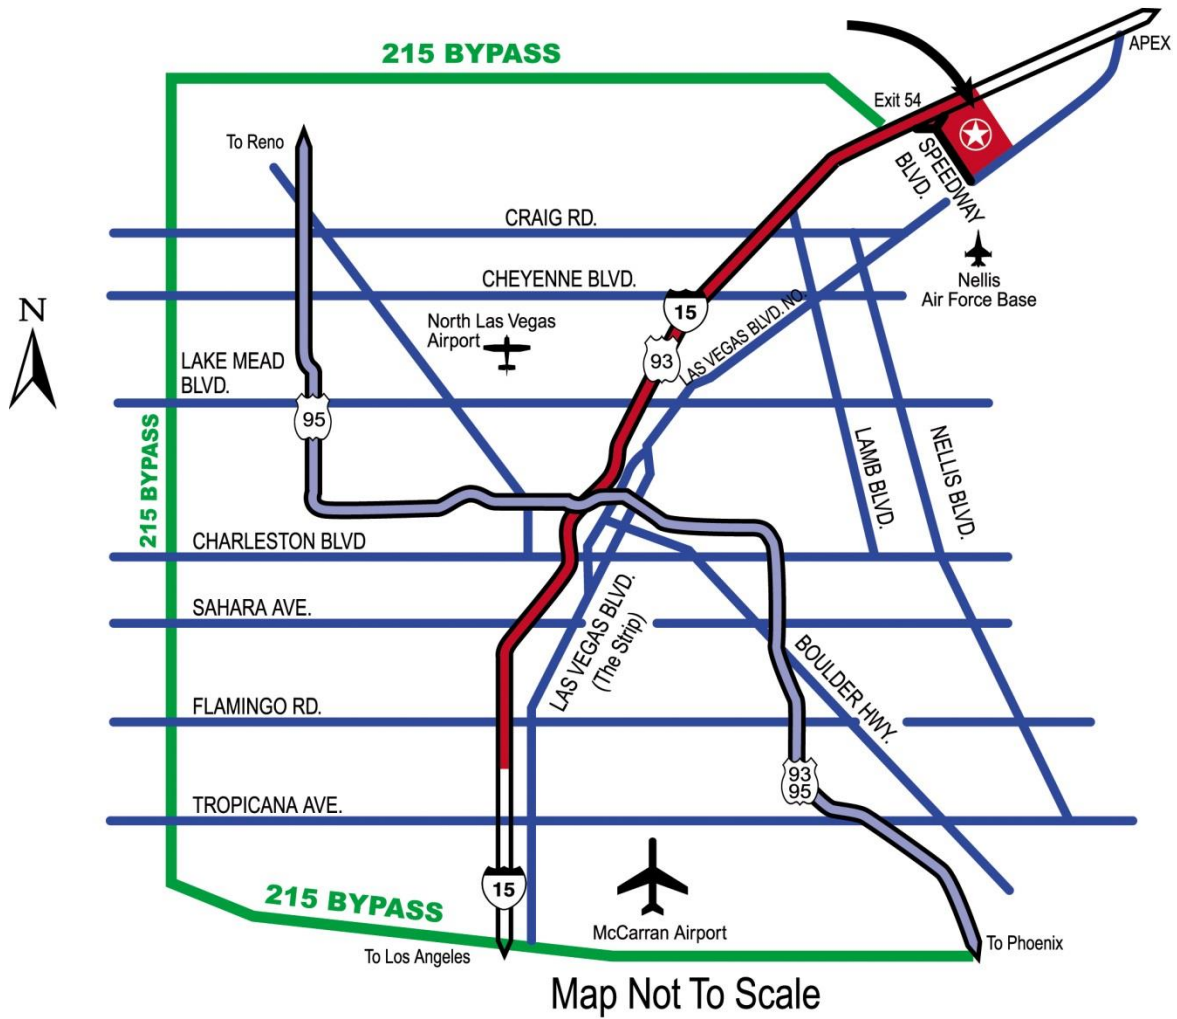 215 BYPASS
APEX
Exit 54
To Reno
SPEEDWAY
BLVD.
CRAIG RD.
CHEYENNE BLVD.
Nellis
Air Force Base
N
15
LAS VEGAS BLVD. NO.
North Las Vegas
Airport
93
LAKE MEAD
BLVD.
95
215 BYPASS
LAMB BLVD.
NELLIS BLVD.
CHARLESTON BLVD
SAHARA AVE.
LAS VEGAS BLVD.
(The Strip)
BOULDER HWY.
FLAMINGO RD.
93
95
TROPICANA AVE.
15
215 BYPASS
McCarran Airport
To Los Angeles
To Phoenix
Map Not To Scale